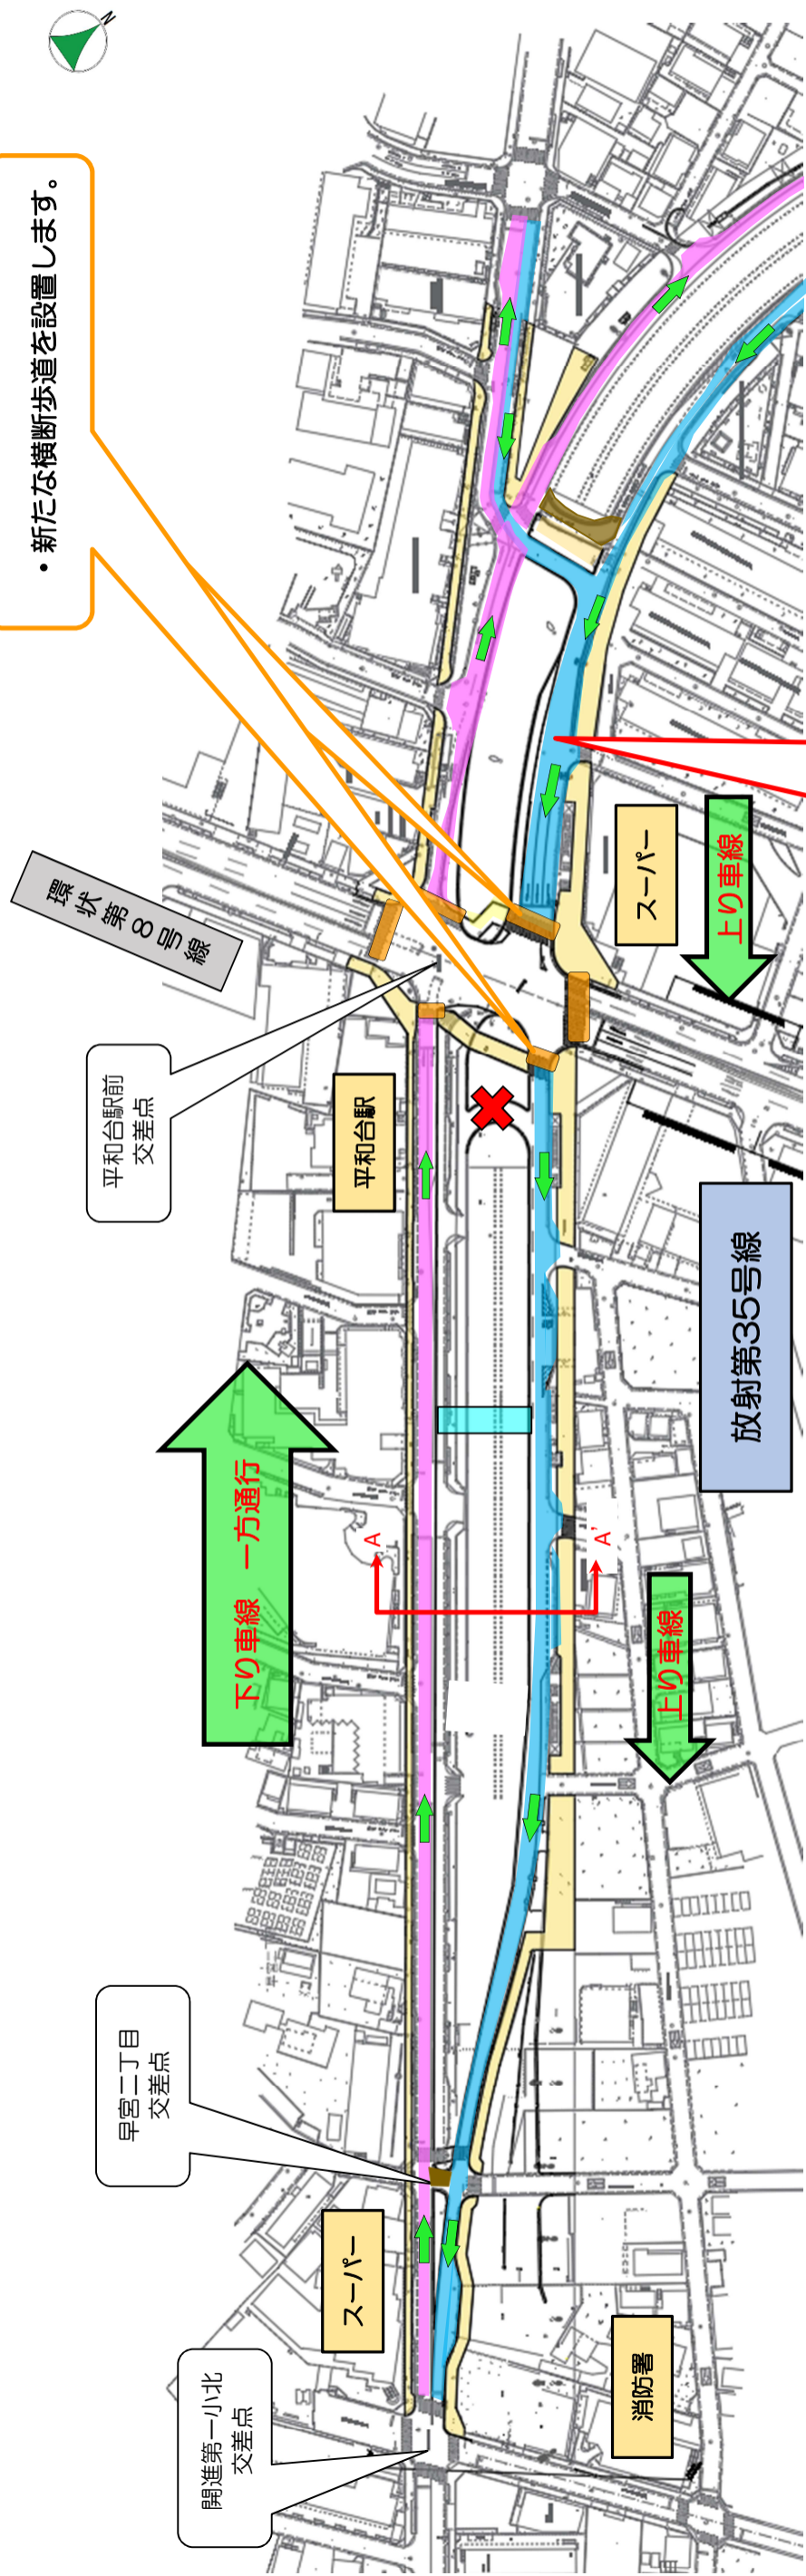 N
・新たな横断歩道を設置します。
環状第８号線
平和台駅前
交差点
平和台駅
スーパー
上り車線
放射第35号線
下り車線　一方通行
A
A'
上り車線
早宮二丁目
交差点
スーパー
開進第一小北
交差点
消防署